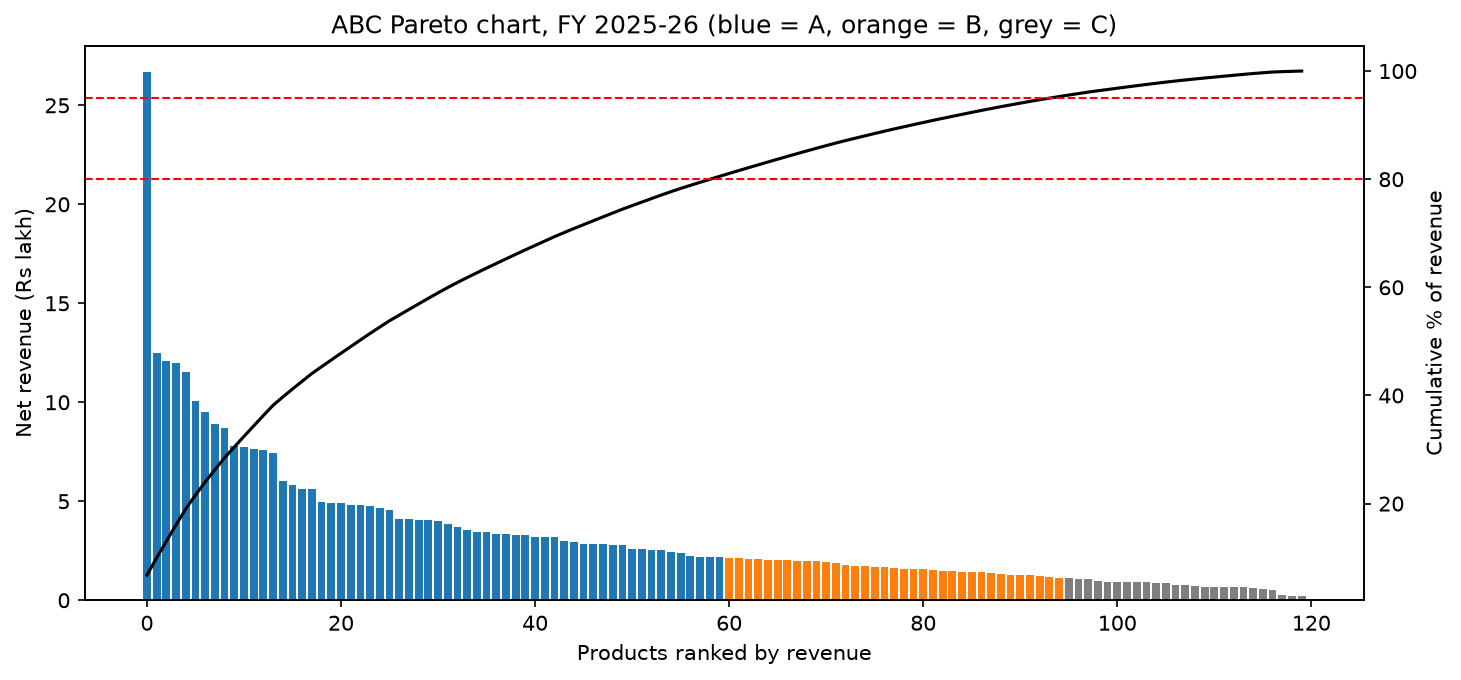 ABC Pareto chart, FY 2025-26 (blue = A, orange = B, grey = C)
Net revenue (Rs lakh)
25
20
15
10
5
0
0 20 40 60 80 100 120
Products ranked by revenue
100
80
60
40
20
Cumulative % of revenue